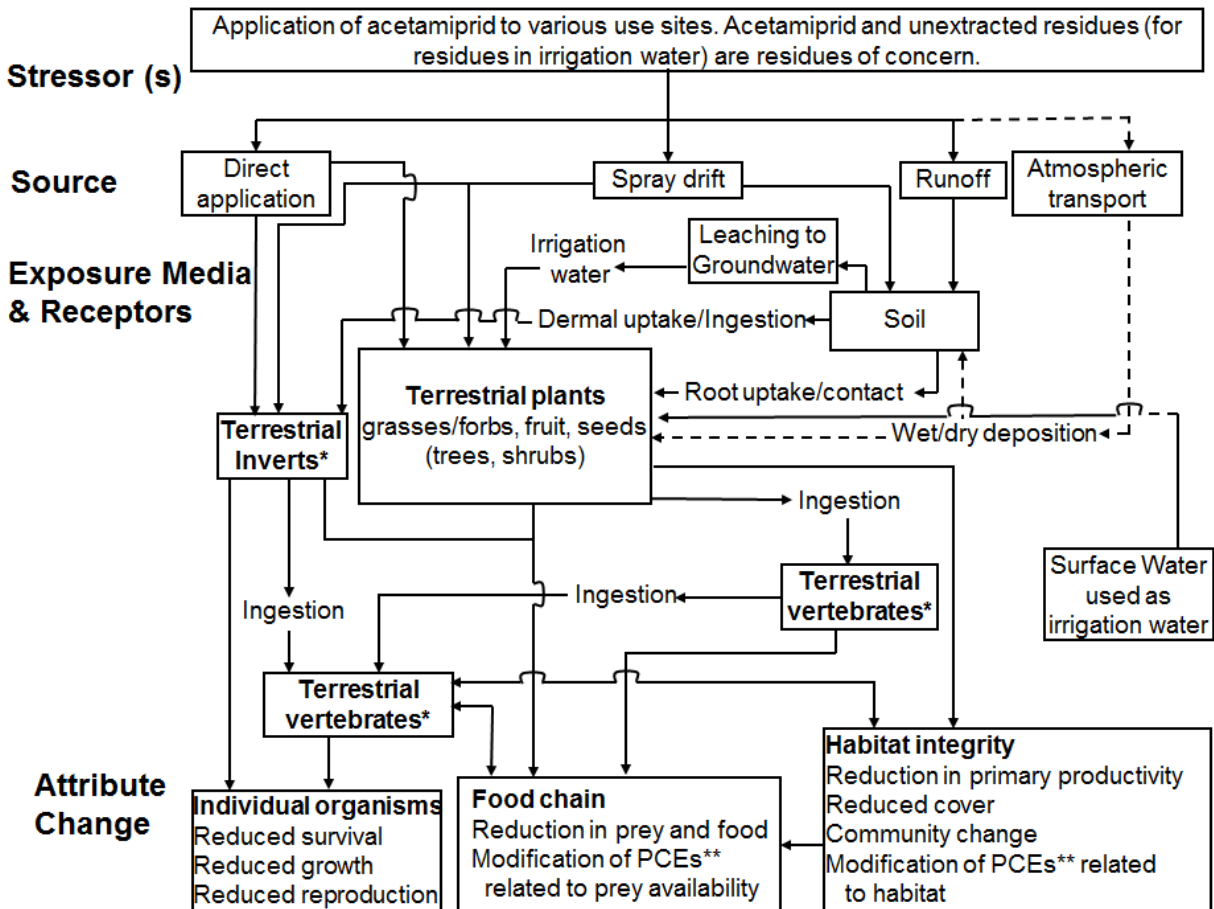 Application of acetamiprid to various use sites. Acetamiprid and unextracted residues (for
residues in irrigation water) are residues of concern.
Stressor (s)
Source
Direct
application
Spray drift
Runoff
Atmospheric
transport
Exposure Media
& Receptors
Irrigation
water
Leaching to
Groundwater
Dermal uptake/Ingestion
Soil
Terrestrial plants
grasses/forbs, fruit, seeds
(trees, shrubs)
Root uptake/contact
Wet/dry deposition
Terrestrial
Inverts*
Ingestion
Surface Water
used as
irrigation water
Terrestrial
vertebrates*
Ingestion
Ingestion
Terrestrial
vertebrates*
Attribute
Change
Individual organisms
Reduced survival
Reduced growth
Reduced reproduction
Food chain
Reduction in prey and food
Modification of PCEs**
related to prey availability
Habitat integrity
Reduction in primary productivity
Reduced cover
Community change
Modification of PCEs** related
to habitat